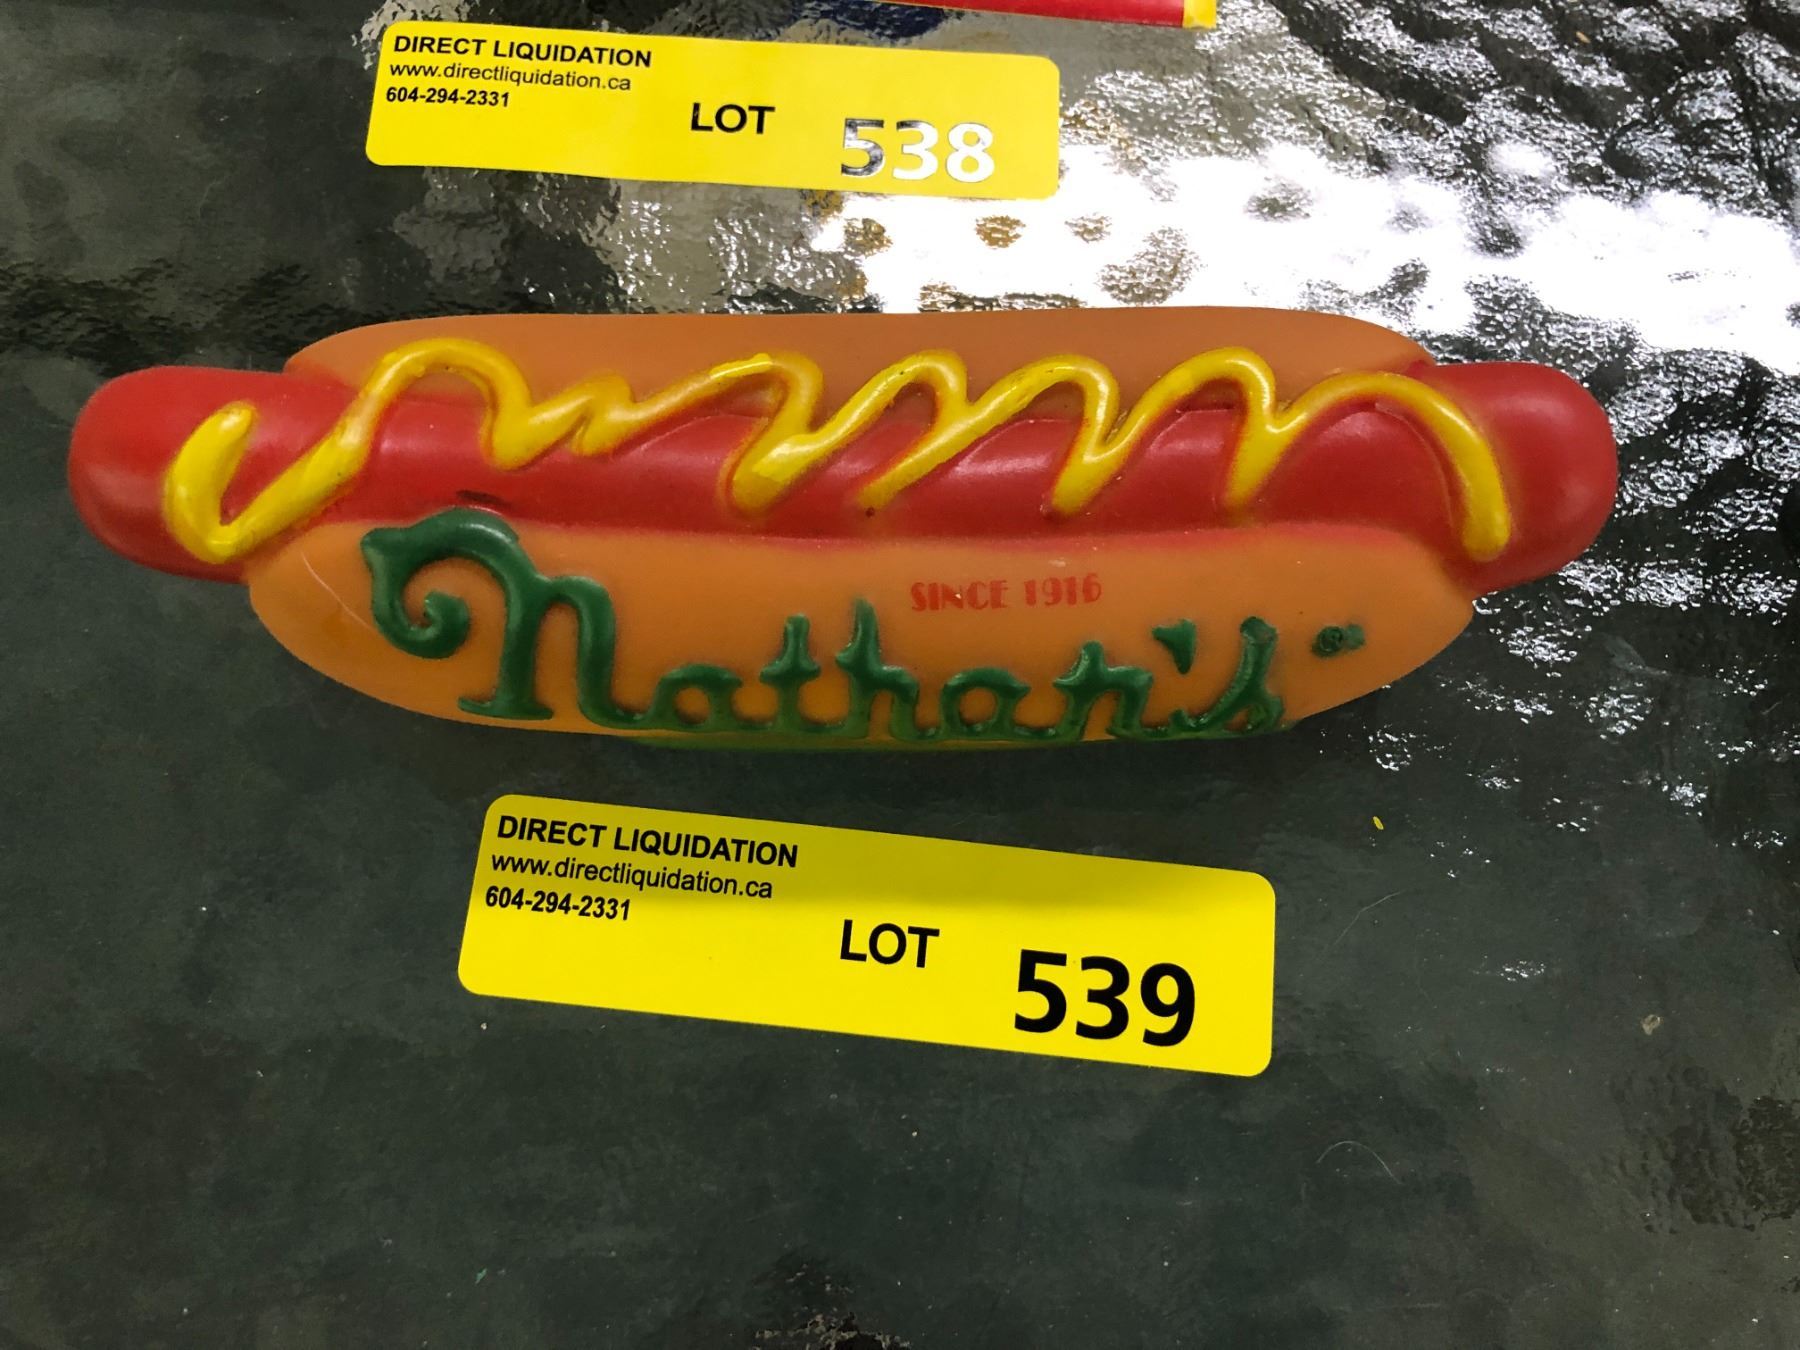 DIRECT LIQUIDATION
www.directliquidation.ca
604-294-2331
LOT 538
SINCE 1916
Nathan's®
DIRECT LIQUIDATION
www.directliquidation.ca
604-294-2331
LOT 539